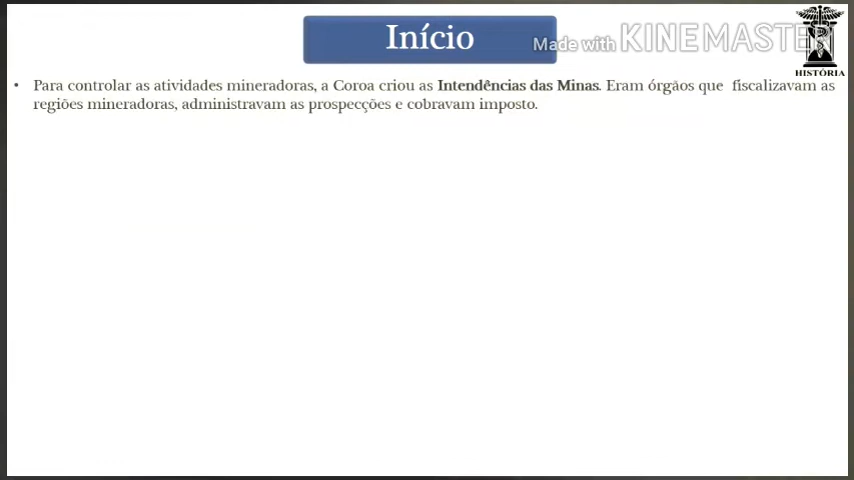 Início
Made with KINEMASTER
HISTÓRIA
• Para controlar as atividades mineradoras, a Coroa criou as Intendências das Minas. Eram órgãos que fiscalizavam as
regiões mineradoras, administravam as prospecções e cobravam imposto.